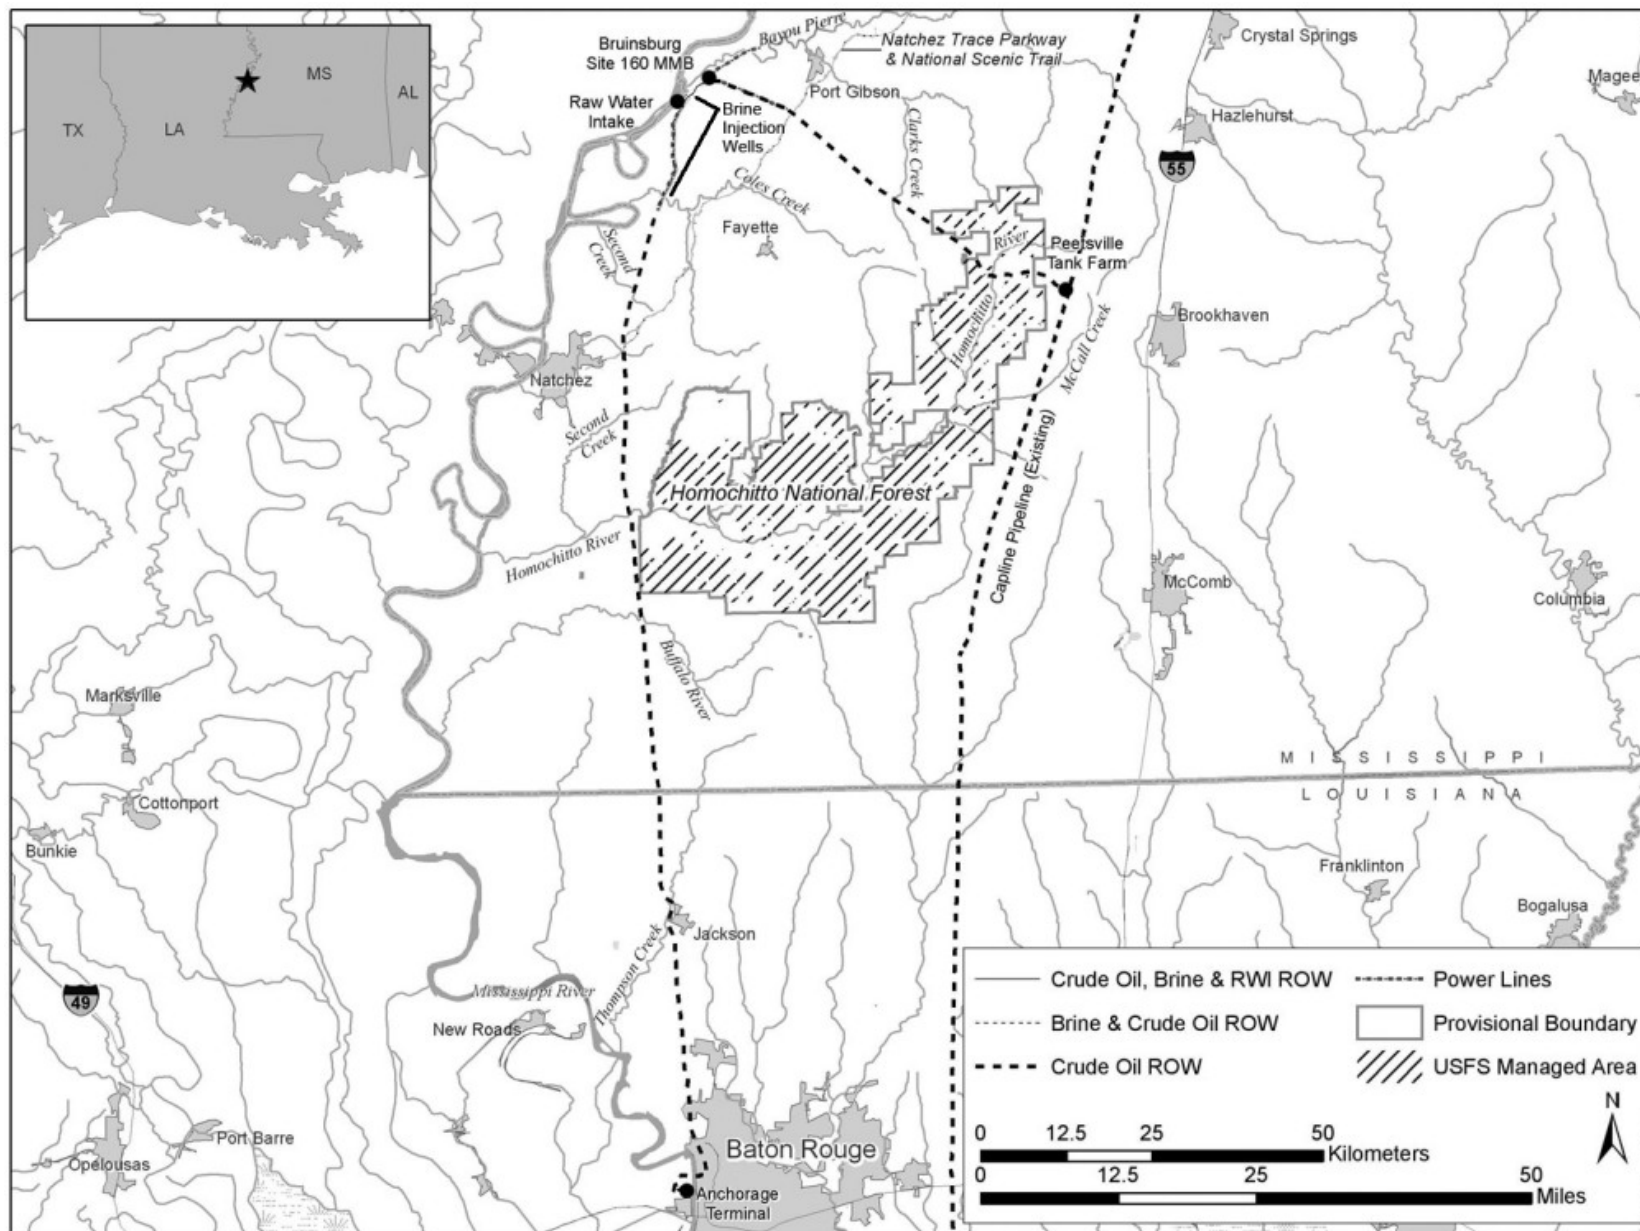 TX
LA
MS
AL
Bruinsburg
Site 160 MMB
Bayou Pierre
Natchez Trace Parkway
& National Scenic Trail
Crystal Springs
Magee
Raw Water
Intake
Port Gibson
Brine
Injection
Wells
Clarks Creek
Hazlehurst
55
Coles Creek
Fayette
Second
Creek
River
Peetsville
Tank Farm
Homochitto
McCall Creek
Brookhaven
Natchez
Second
Creek
Capline Pipeline (Existing)
Homochitto National Forest
Homochitto River
McComb
Columbia
Buffalo River
Marksville
MISSISSIPPI
LOUISIANA
Cottonport
Bunkie
Franklinton
Bogalusa
Jackson
Thompson Creek
49
Mississippi River
New Roads
Port Barre
Opelousas
Baton Rouge
Anchorage
Terminal
Crude Oil, Brine & RWI ROW
Brine & Crude Oil ROW
Crude Oil ROW
Power Lines
Provisional Boundary
USFS Managed Area
N
0 12.5 25 50
Kilometers
0 12.5 25 50
Miles